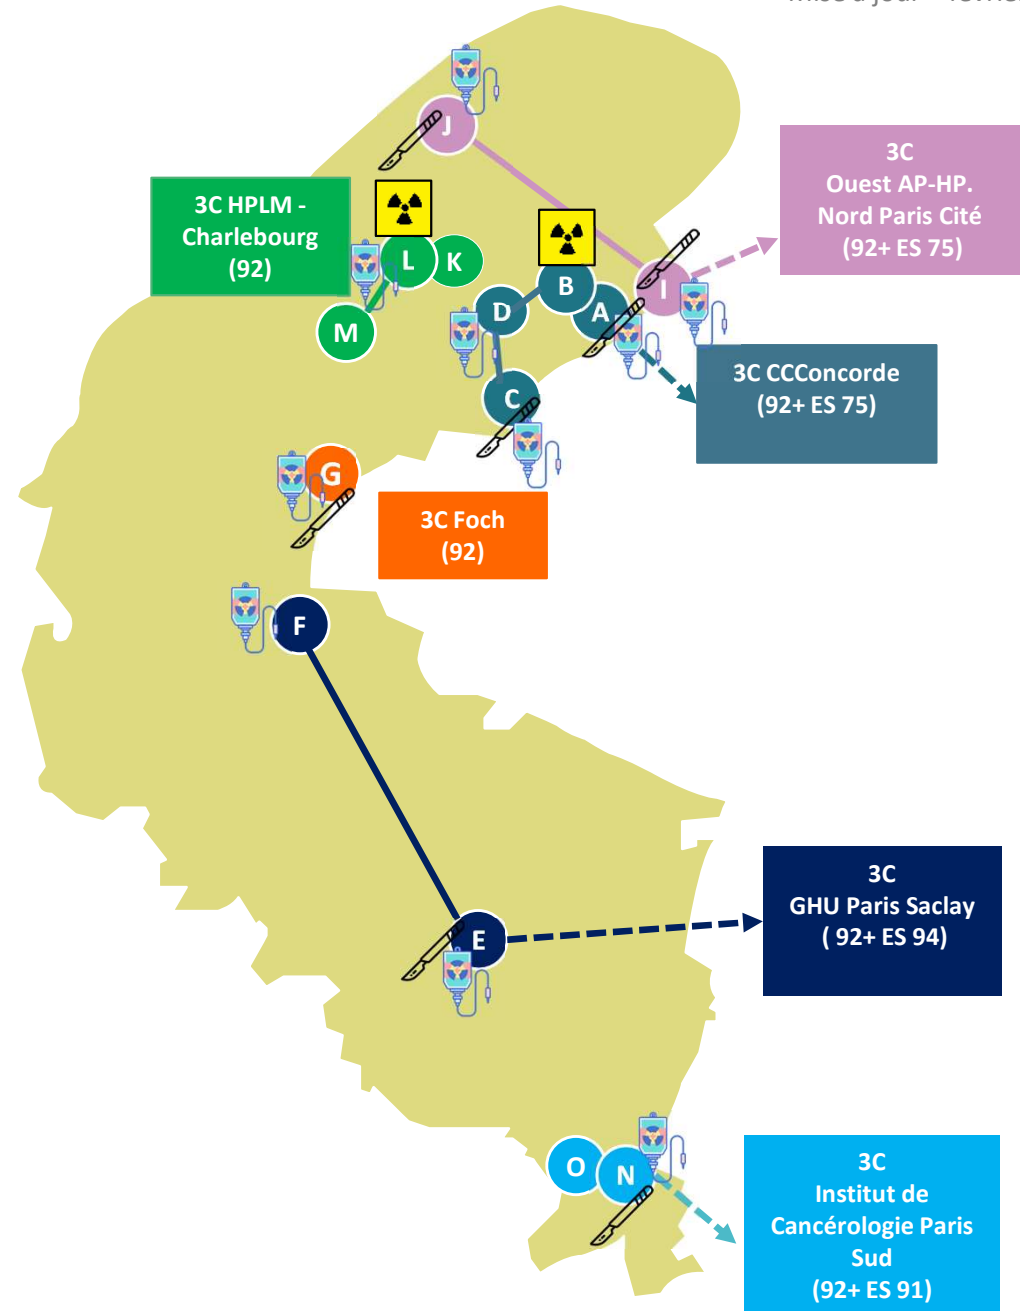 J
3C
Ouest AP-HP.
Nord Paris Cité
(92+ ES 75)
3C HPLM -
Charlebourg
(92)
L
K
B
I
D
A
M
3C CCConcorde
(92+ ES 75)
C
G
3C Foch
(92)
F
3C
GHU Paris Saclay
( 92+ ES 94)
E
O
N
3C
Institut de
Cancérologie Paris
Sud
(92+ ES 91)